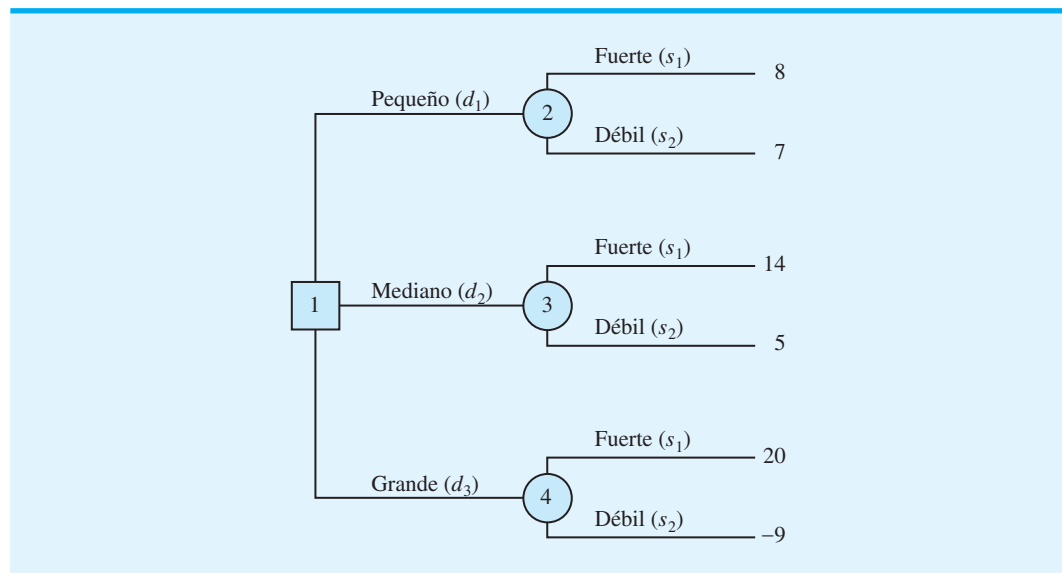 Fuerte (s₁)
8
Pequeño (d₁)
2
Débil (s₂)
7
Fuerte (s₁)
14
1
Mediano (d₂)
3
Débil (s₂)
5
Fuerte (s₁)
20
Grande (d₃)
4
Débil (s₂)
–9